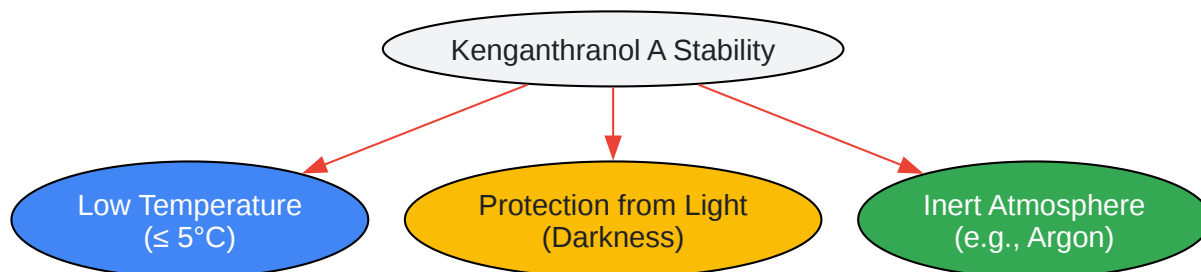 Kenganthranol A Stability
Low Temperature
(≤ 5°C)
Protection from Light
(Darkness)
Inert Atmosphere
(e.g., Argon)